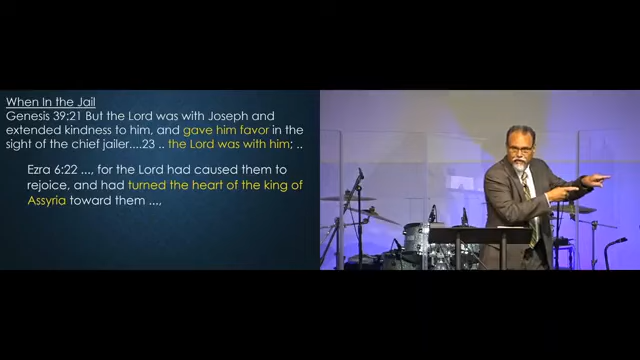 When In the Jail
Genesis 39:21 But the Lord was with Joseph and
extended kindness to him, and gave him favor in the
sight of the chief jailer....23 .. the Lord was with him; ..
Ezra 6:22 ..., for the Lord had caused them to
rejoice, and had turned the heart of the king of
Assyria toward them ...,